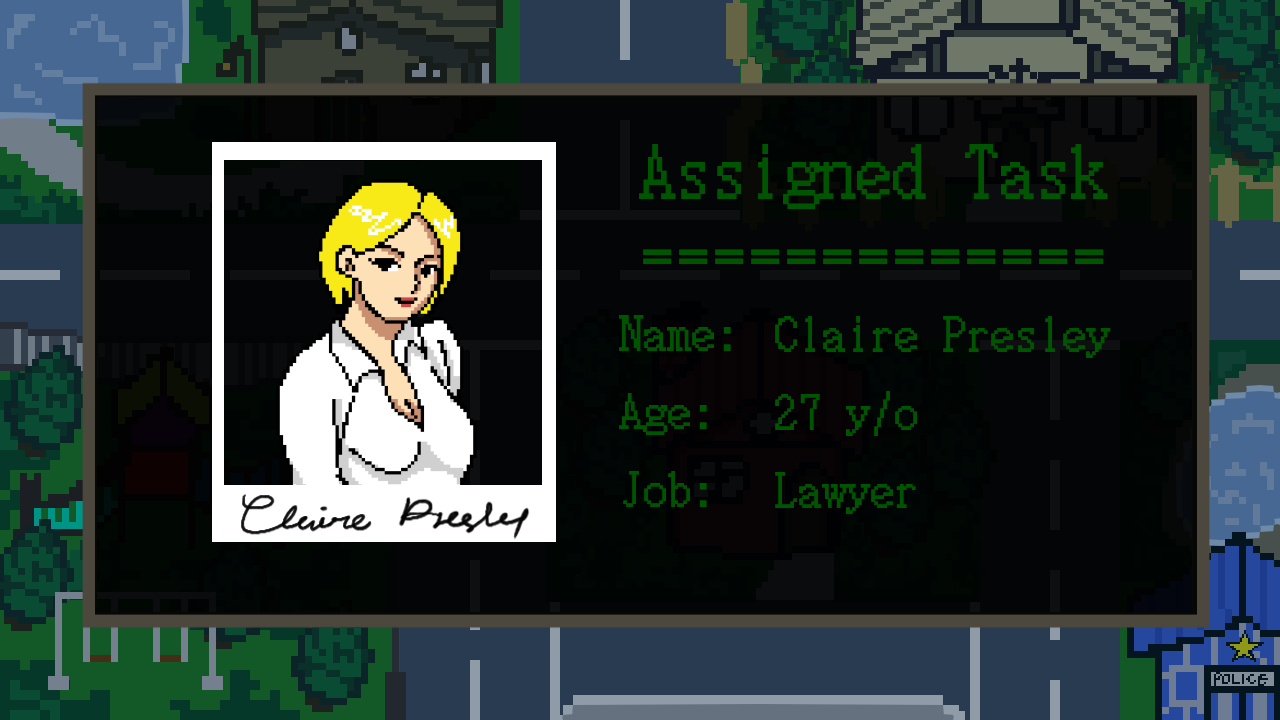 Assigned Task
=============
Name: Claire Presley
Age: 27 y/o
Job: Lawyer
Claire Presley
POLICE